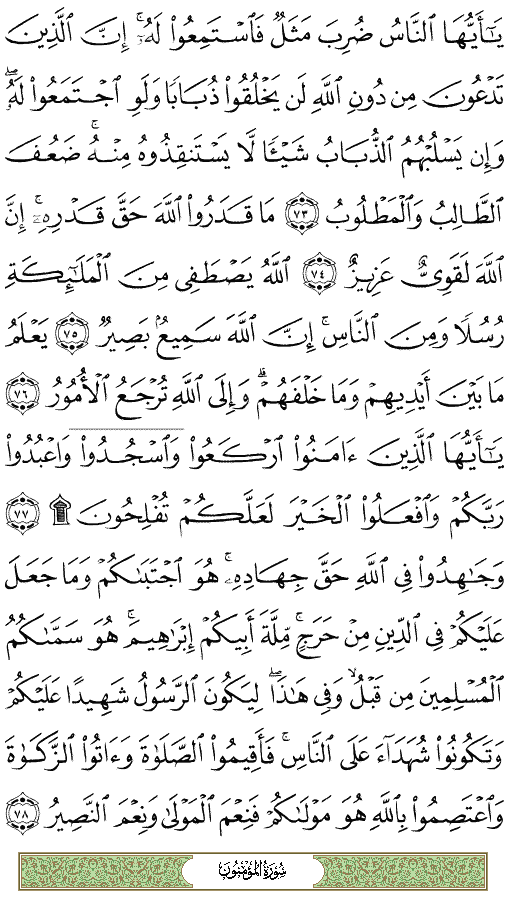 يَٰٓأَيُّهَا ٱلنَّاسُ ضُرِبَ مَثَلٌ فَٱسْتَمِعُوا۟ لَهُۥٓ ۚ إِنَّ ٱلَّذِينَ
تَدْعُونَ مِن دُونِ ٱللَّهِ لَن يَخْلُقُوا۟ ذُبَابًا وَلَوِ ٱجْتَمَعُوا۟ لَهُۥ ۖ
وَإِن يَسْلُبْهُمُ ٱلذُّبَابُ شَيْـًٔا لَّا يَسْتَنقِذُوهُ مِنْهُ ۚ ضَعُفَ
ٱلطَّالِبُ وَٱلْمَطْلُوبُ ٧٣ مَا قَدَرُوا۟ ٱللَّهَ حَقَّ قَدْرِهِۦٓ ۚ إِنَّ
ٱللَّهَ لَقَوِىٌّ عَزِيزٌ ٧٤ ٱللَّهُ يَصْطَفِى مِنَ ٱلْمَلَٰٓئِكَةِ
رُسُلًا وَمِنَ ٱلنَّاسِ ۚ إِنَّ ٱللَّهَ سَمِيعٌۢ بَصِيرٌ ٧٥ يَعْلَمُ
مَا بَيْنَ أَيْدِيهِمْ وَمَا خَلْفَهُمْ ۗ وَإِلَى ٱللَّهِ تُرْجَعُ ٱلْأُمُورُ ٧٦
يَٰٓأَيُّهَا ٱلَّذِينَ ءَامَنُوا۟ ٱرْكَعُوا۟ وَٱسْجُدُوا۟ وَٱعْبُدُوا۟
رَبَّكُمْ وَٱفْعَلُوا۟ ٱلْخَيْرَ لَعَلَّكُمْ تُفْلِحُونَ ۩ ٧٧
وَجَٰهِدُوا۟ فِى ٱللَّهِ حَقَّ جِهَادِهِۦ ۚ هُوَ ٱجْتَبَىٰكُمْ وَمَا جَعَلَ
عَلَيْكُمْ فِى ٱلدِّينِ مِنْ حَرَجٍ ۚ مِّلَّةَ أَبِيكُمْ إِبْرَٰهِيمَ ۚ هُوَ سَمَّىٰكُمُ
ٱلْمُسْلِمِينَ مِن قَبْلُ وَفِى هَٰذَا لِيَكُونَ ٱلرَّسُولُ شَهِيدًا عَلَيْكُمْ
وَتَكُونُوا۟ شُهَدَآءَ عَلَى ٱلنَّاسِ ۚ فَأَقِيمُوا۟ ٱلصَّلَوٰةَ وَءَاتُوا۟ ٱلزَّكَوٰةَ
وَٱعْتَصِمُوا۟ بِٱللَّهِ هُوَ مَوْلَىٰكُمْ ۖ فَنِعْمَ ٱلْمَوْلَىٰ وَنِعْمَ ٱلنَّصِيرُ ٧٨
سُورَةُ المُؤْمِنُونَ